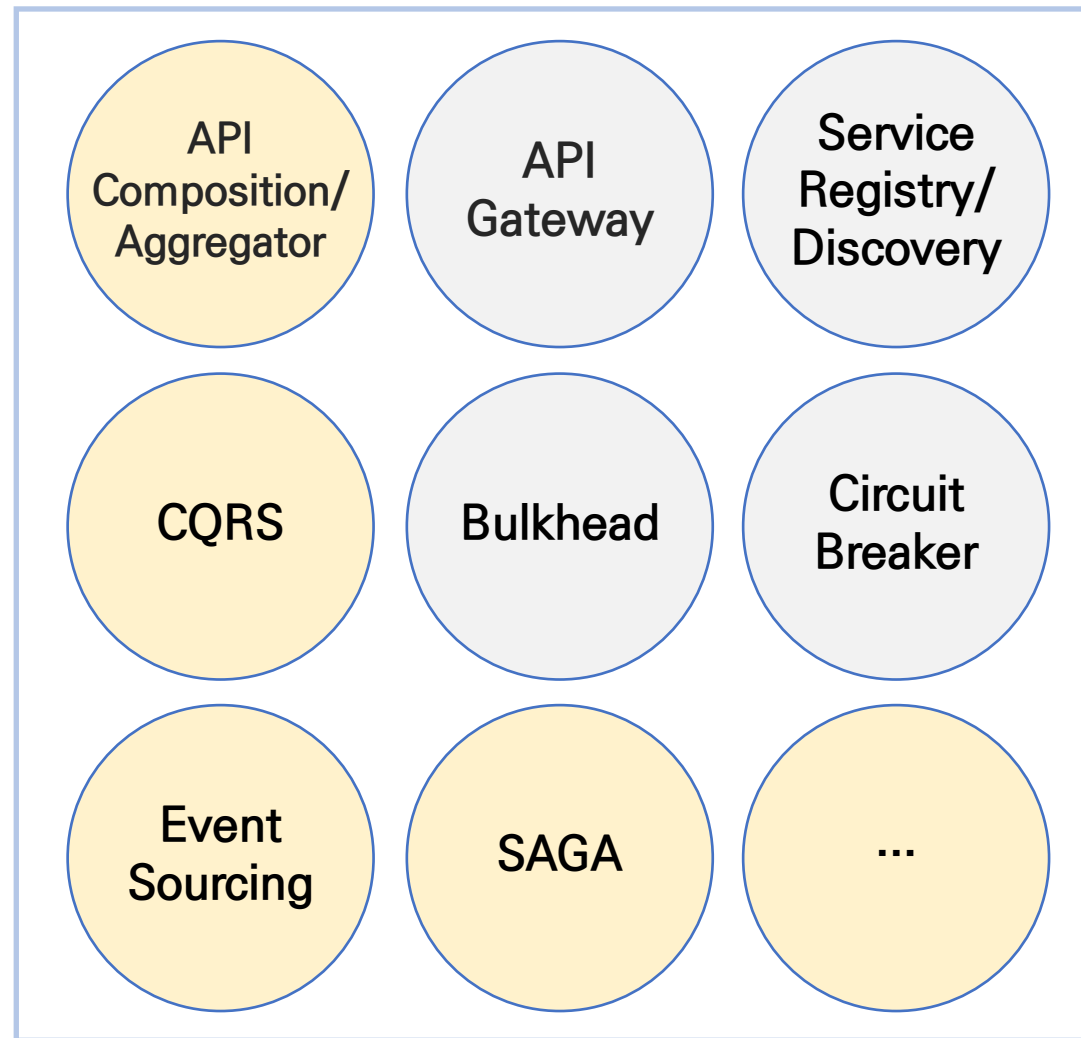 API
Composition/
Aggregator
API
Gateway
Service
Registry/
Discovery
CQRS
Bulkhead
Circuit
Breaker
Event
Sourcing
SAGA
...